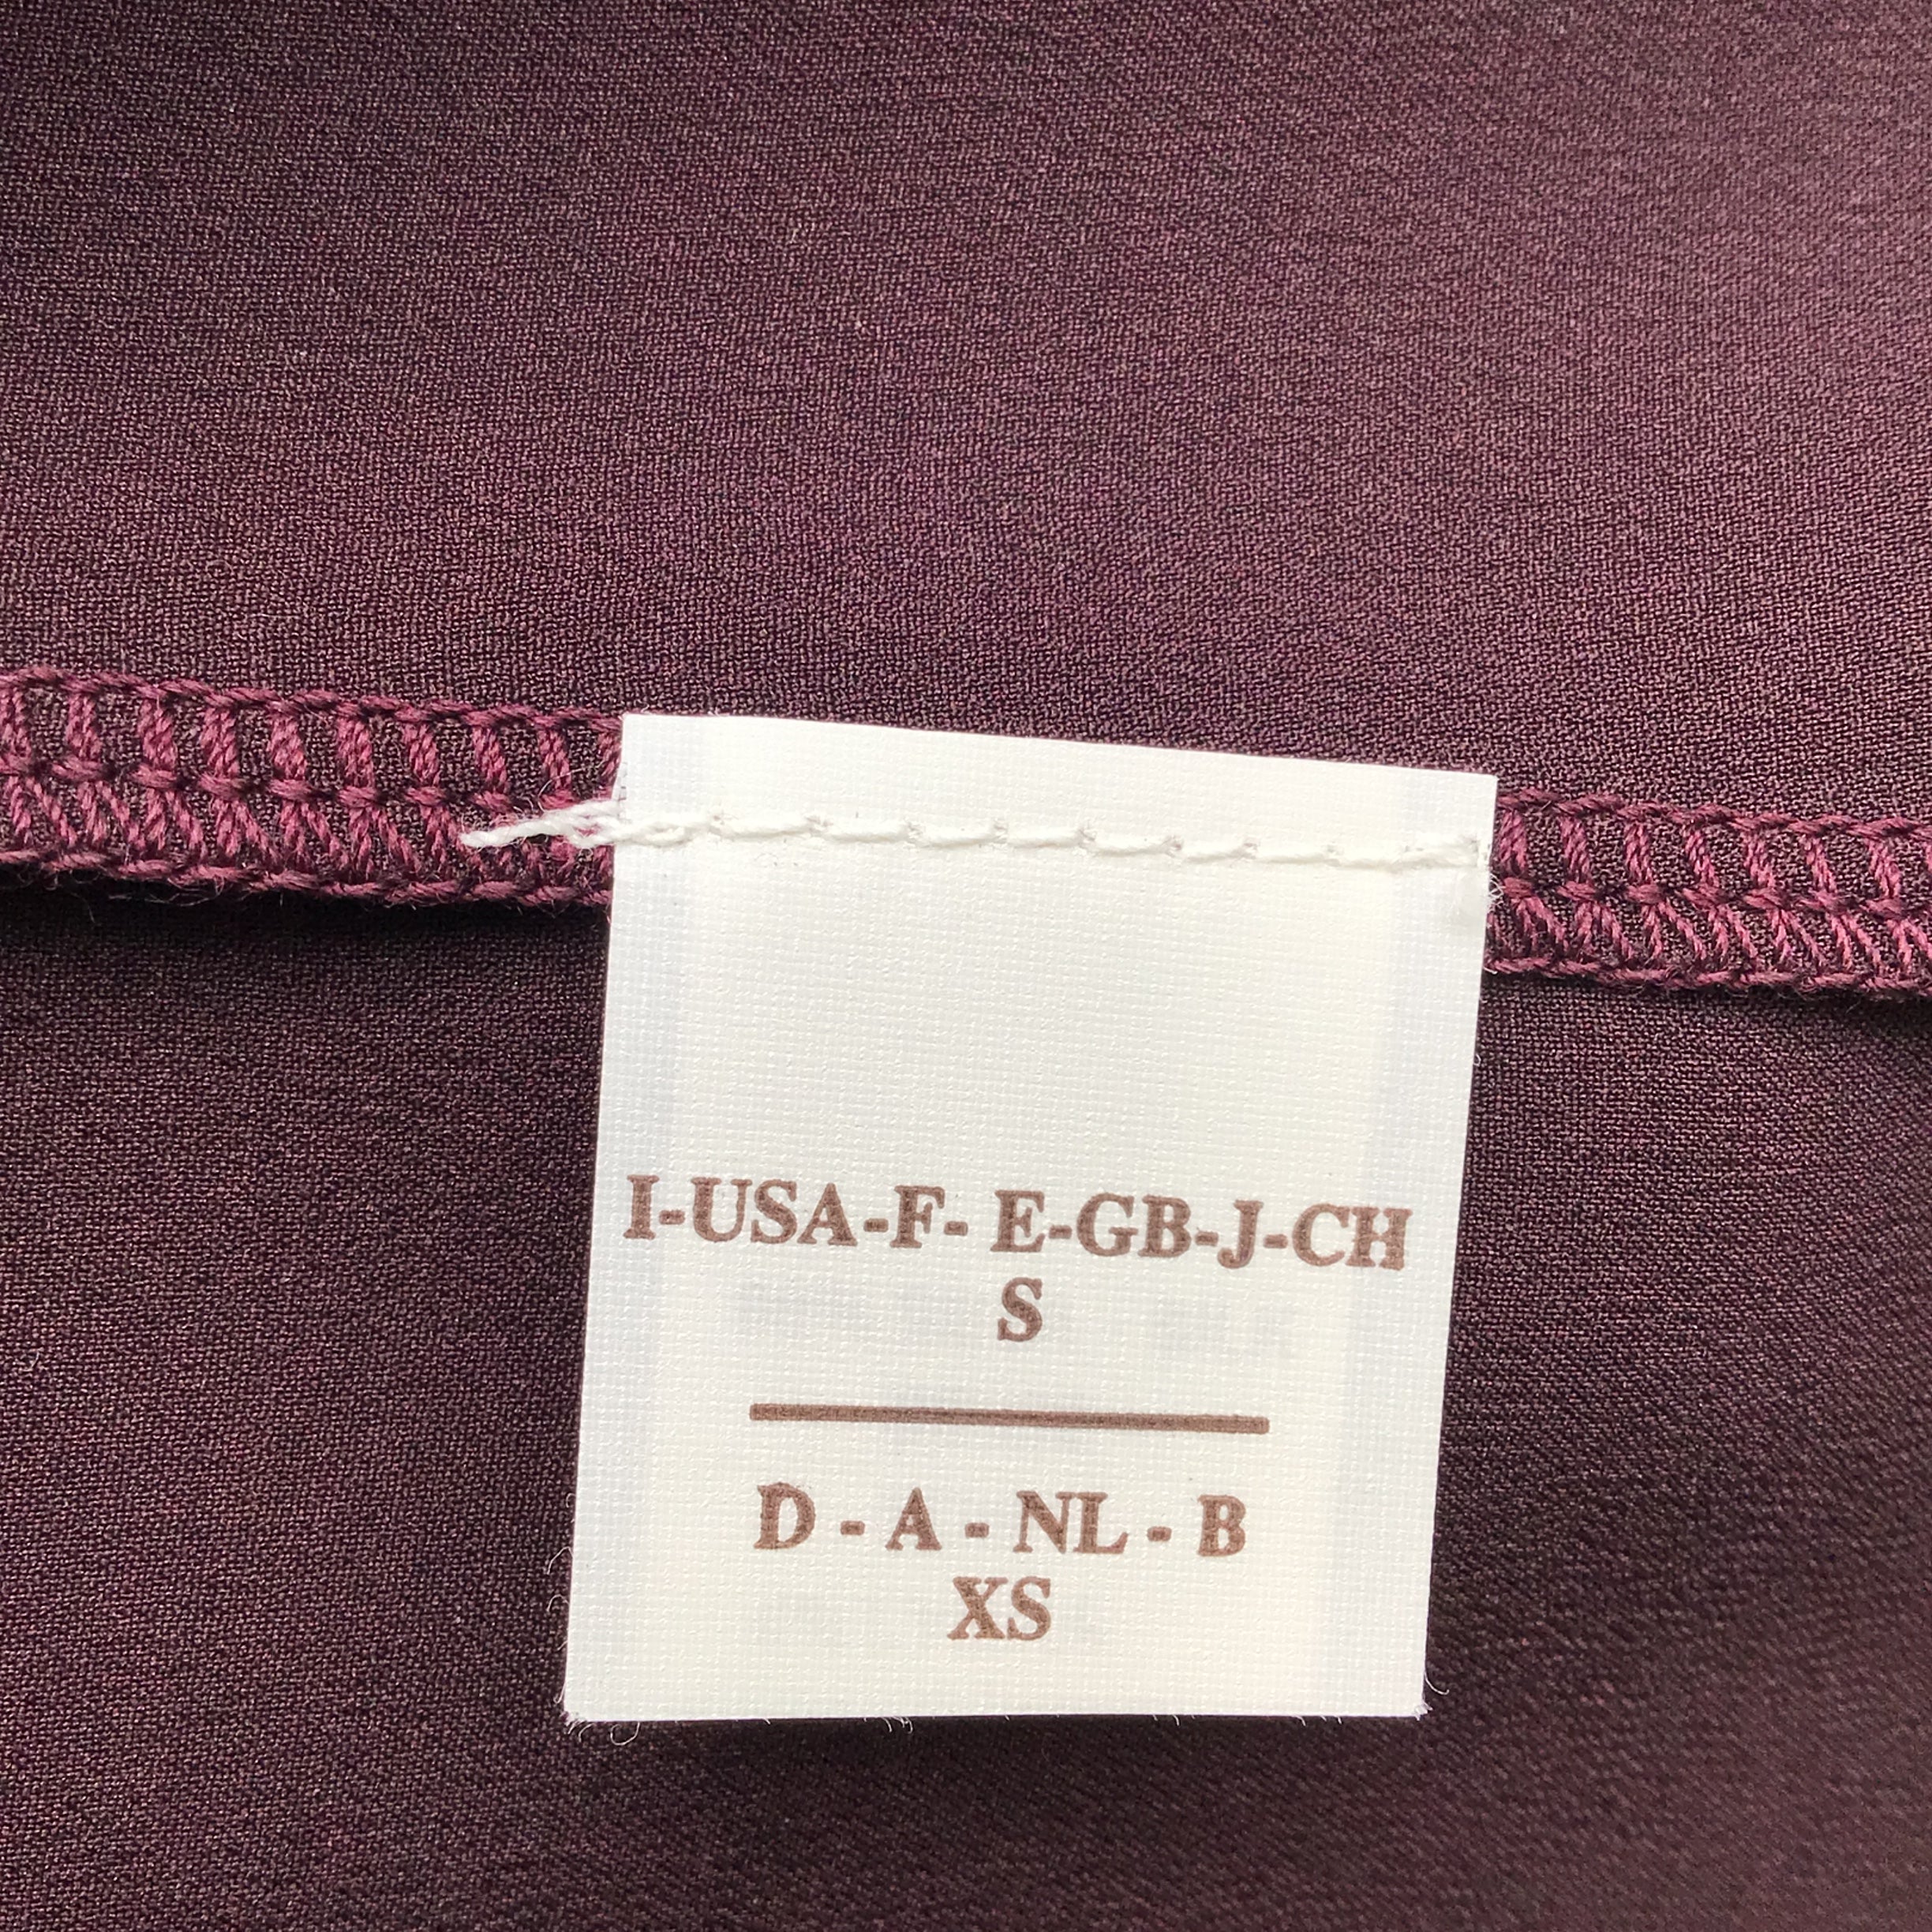 I-USA-F- E-GB-J-CH
S
D - A - NL - B
XS